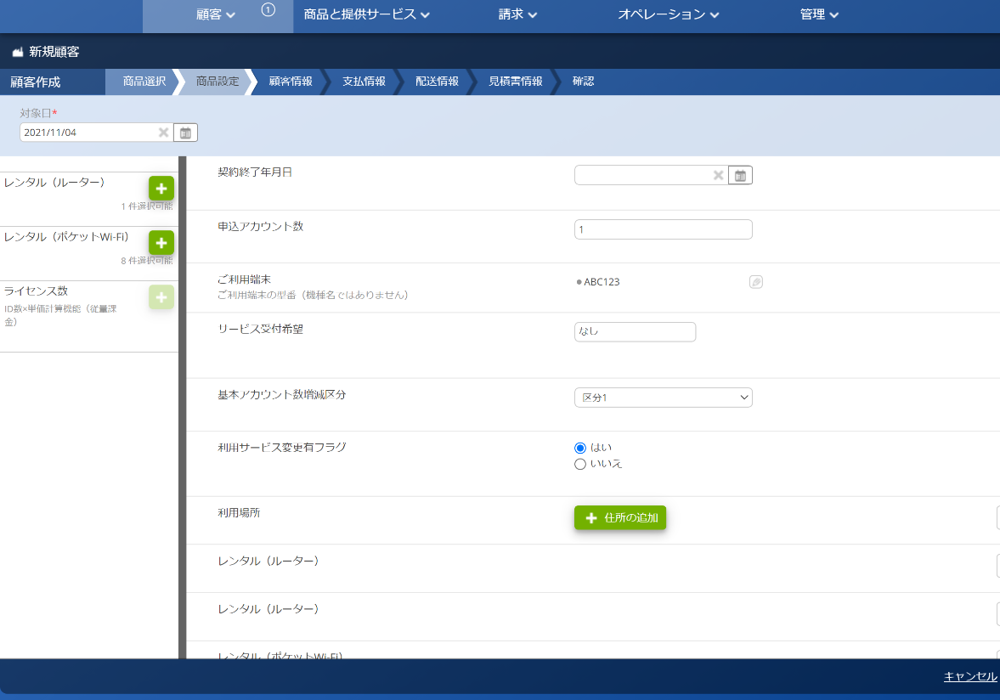 顧客
1
商品と提供サービス
請求
オペレーション
管理
新規顧客
顧客作成
商品選択
商品設定
顧客情報
支払情報
配送情報
見積書情報
確認
対象日*
2021/11/04
レンタル（ルーター）
1 件選択可能
レンタル（ポケットWi-Fi）
8 件選択可能
ライセンス数
ID数×単価計算機能（従量課
金）
契約終了年月日
申込アカウント数
1
ご利用端末
ABC123
ご利用端末の型番（機種名ではありません）
サービス受付希望
なし
基本アカウント数増減区分
区分1
利用サービス変更有フラグ
はい
いいえ
利用場所
住所の追加
レンタル（ルーター）
レンタル（ルーター）
レンタル（ポケットWi-Fi）
キャンセル